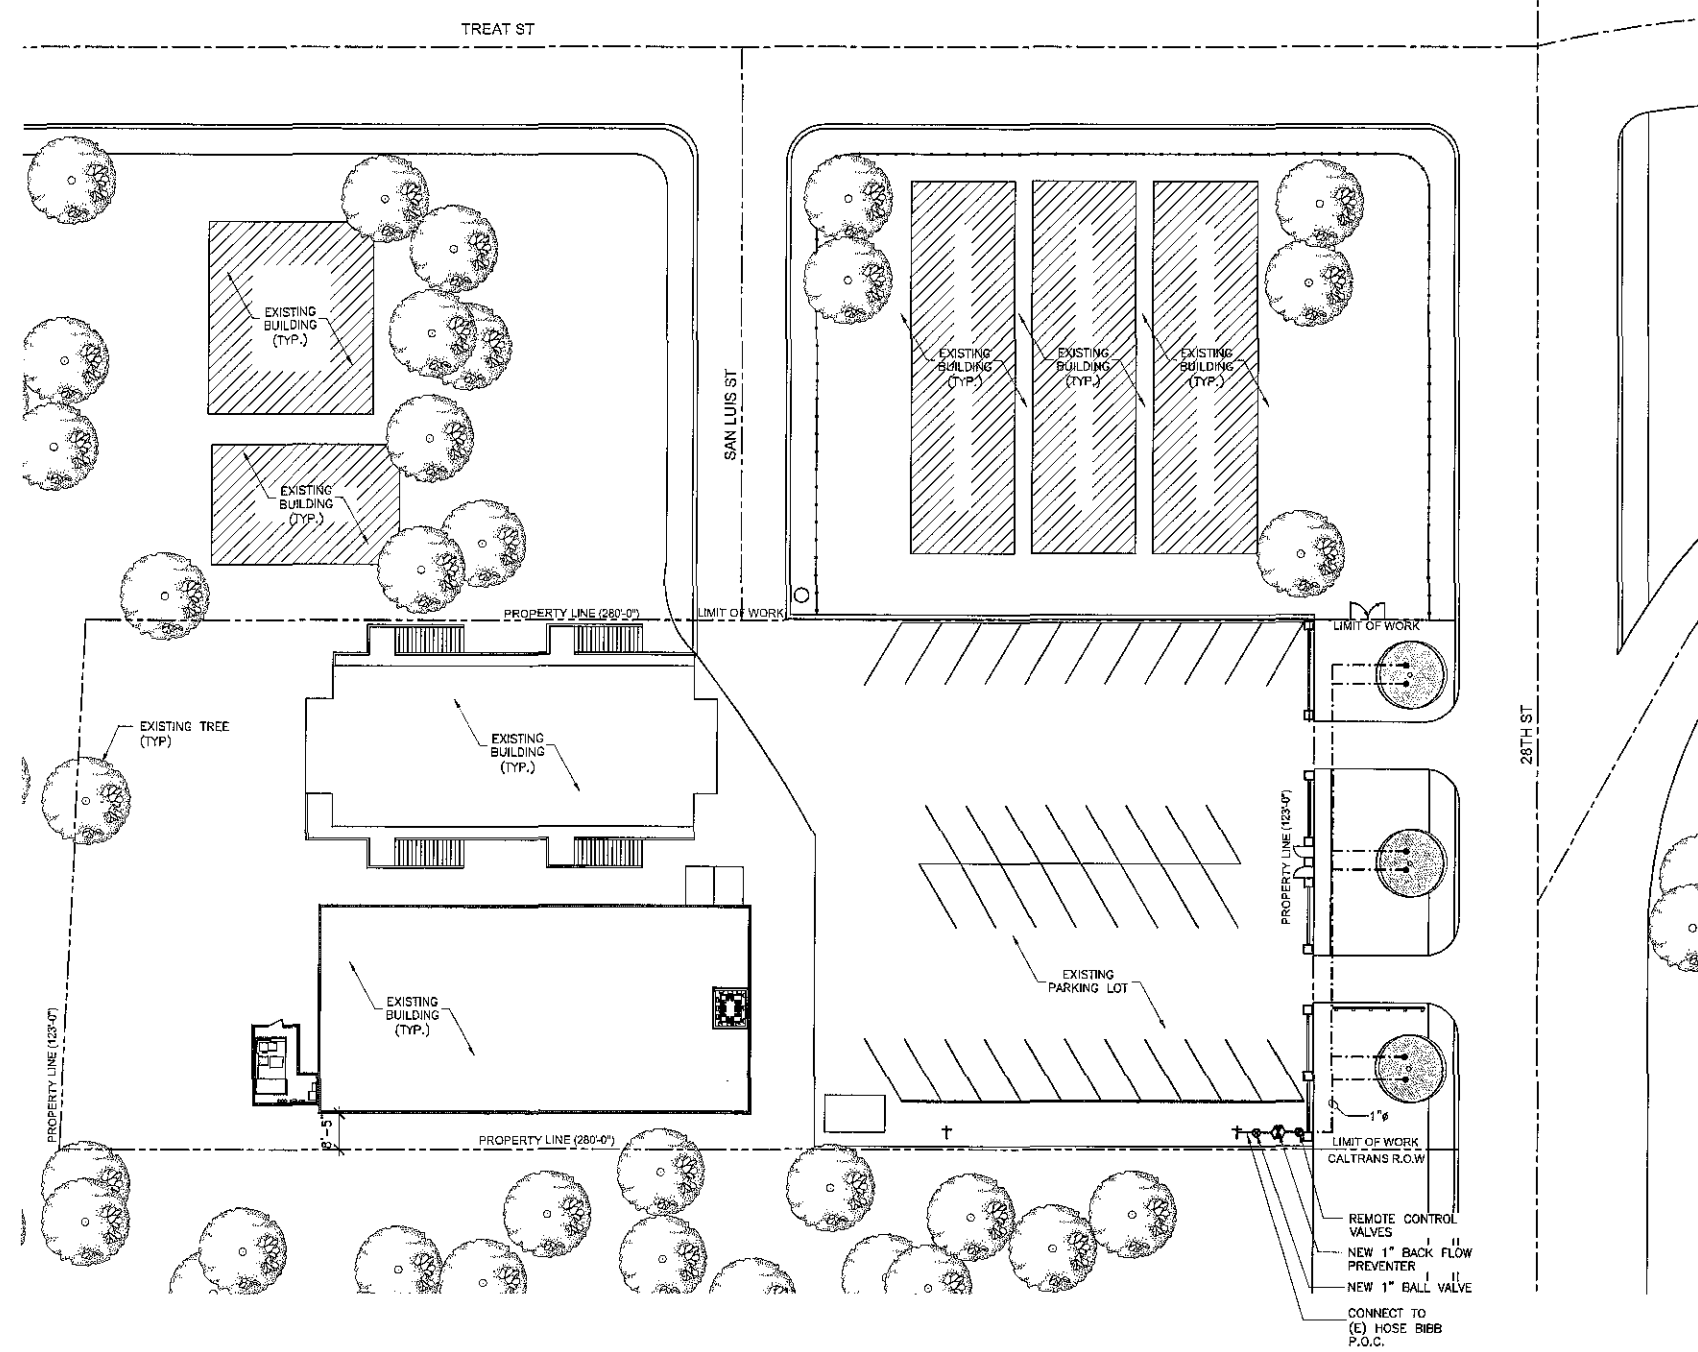 TREAT ST
EXISTING
BUILDING
(TYP.)
EXISTING
BUILDING
(TYP.)
SAN LUIS ST
EXISTING
BUILDING
(TYP.)
EXISTING
BUILDING
(TYP.)
EXISTING
BUILDING
(TYP.)
PROPERTY LINE (280'-0")
LIMIT OF WORK
LIMIT OF WORK
EXISTING TREE
(TYP)
EXISTING
BUILDING
(TYP.)
28TH ST
PROPERTY LINE (123'-0")
EXISTING
PARKING LOT
EXISTING
BUILDING
(TYP.)
PROPERTY LINE (123'-0")
8'-5"
PROPERTY LINE (280'-0")
1"ø
LIMIT OF WORK
CALTRANS R.O.W
REMOTE CONTROL
VALVES
NEW 1" BACK FLOW
PREVENTER
NEW 1" BALL VALVE
CONNECT TO
(E) HOSE BIBB
P.O.C.